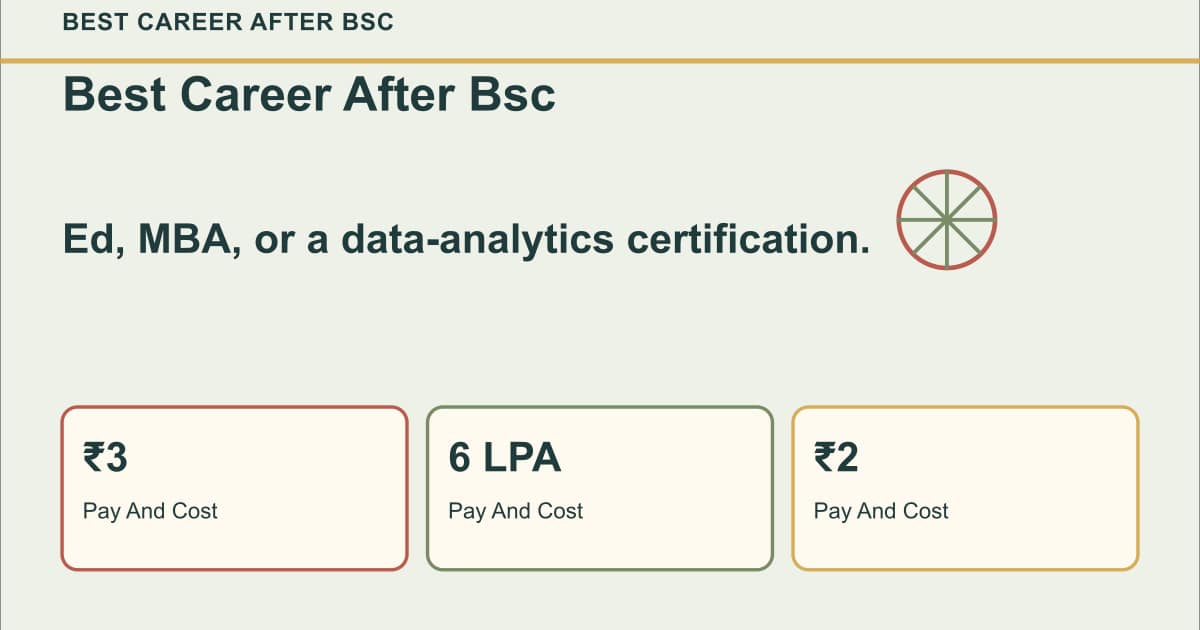 BEST CAREER AFTER BSC
Best Career After Bsc
Ed, MBA, or a data-analytics certification.
₹3
Pay And Cost
6 LPA
Pay And Cost
₹2
Pay And Cost